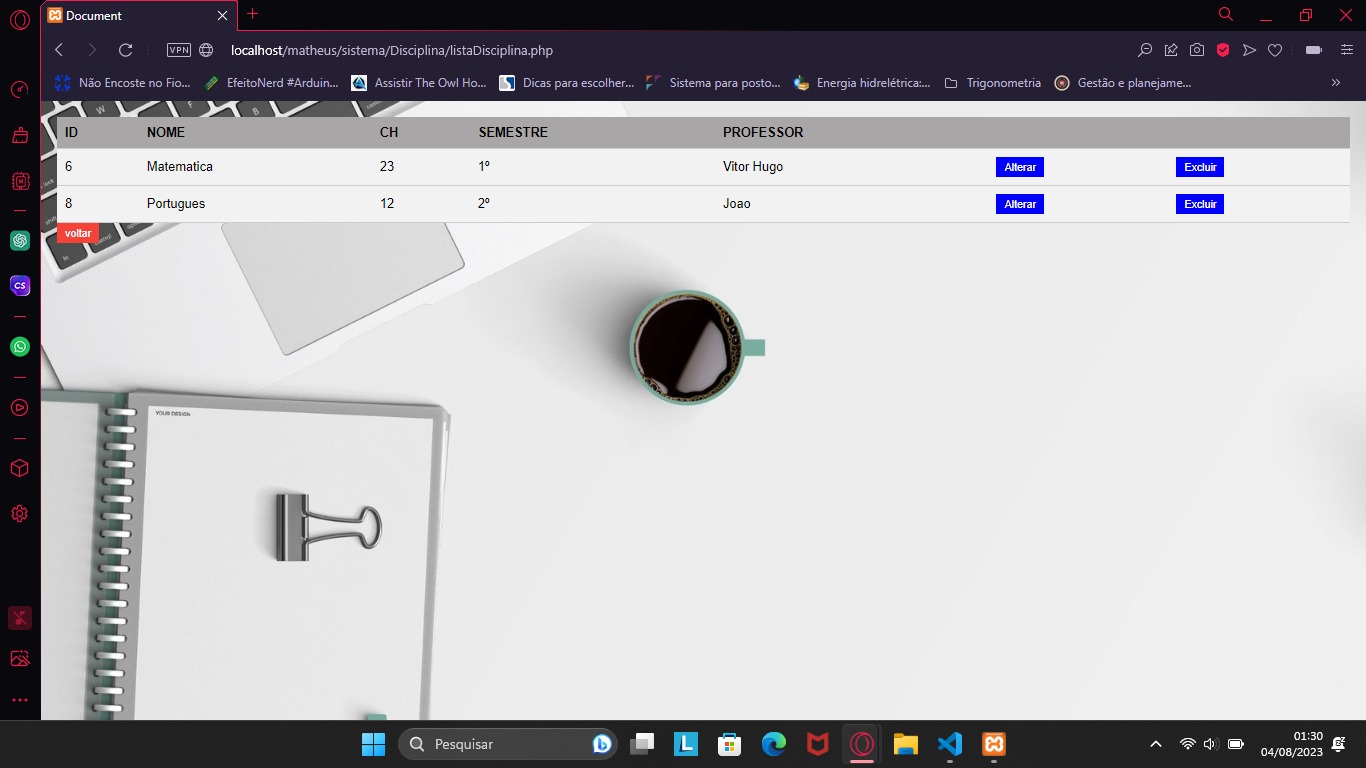 Document
VPN
localhost/matheus/sistema/Disciplina/listaDisciplina.php
Não Encoste no Fio...
EfeitoNerd #Arduin...
Assistir The Owl Ho...
Dicas para escolher...
Sistema para posto...
Energia hidrelétrica:...
Trigonometria
Gestão e planejame...
»
ID NOME CH SEMESTRE PROFESSOR
6 Matematica 23 1º Vitor Hugo Alterar Excluir
8 Portugues 12 2º Joao Alterar Excluir
voltar
YOUR DESIGN
CS
Pesquisar
L
01:30
04/08/2023